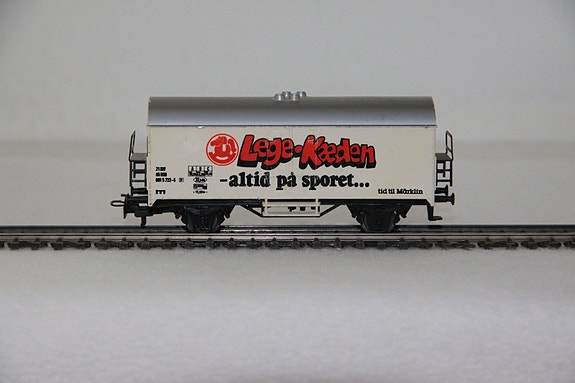 Lege-Kæden
-altid på sporet...
tid til Märklin